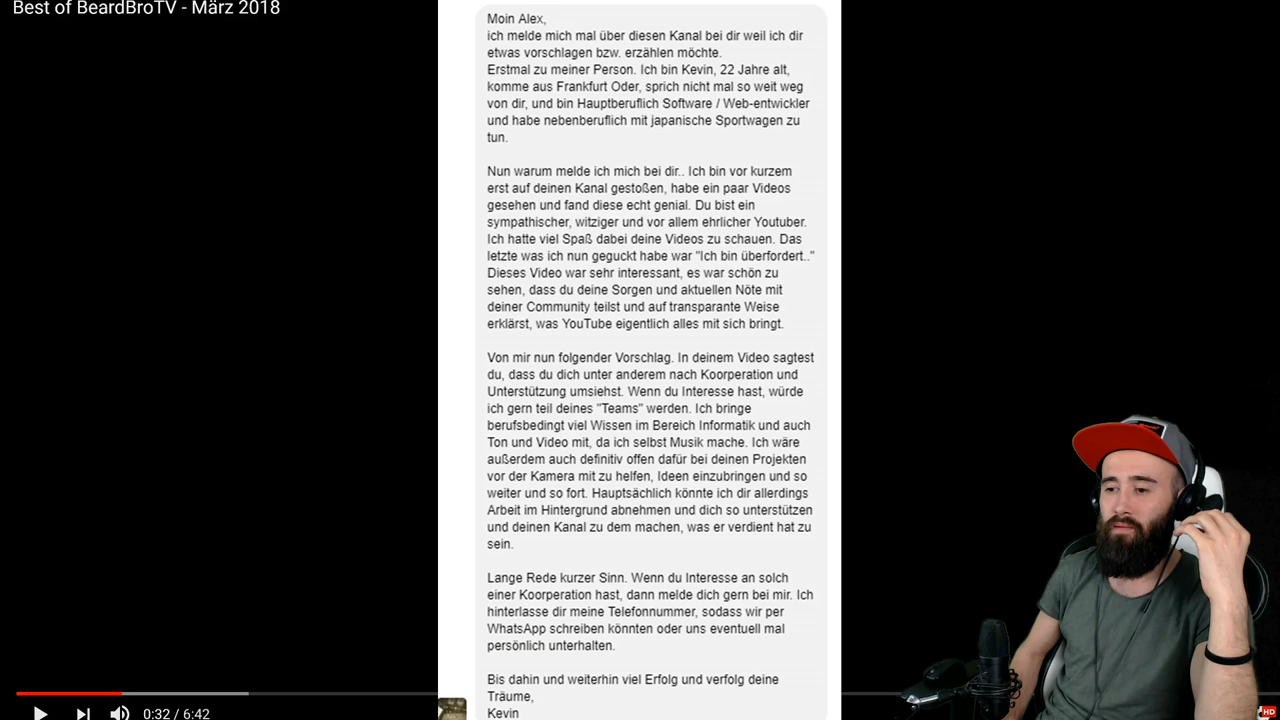 Best of BeardBroTV - März 2018
Moin Alex,
ich melde mich mal über diesen Kanal bei dir weil ich dir
etwas vorschlagen bzw. erzählen möchte.
Erstmal zu meiner Person. Ich bin Kevin, 22 Jahre alt,
komme aus Frankfurt Oder, sprich nicht mal so weit weg
von dir, und bin Hauptberuflich Software / Web-entwickler
und habe nebenberuflich mit japanische Sportwagen zu
tun.
Nun warum melde ich mich bei dir.. Ich bin vor kurzem
erst auf deinen Kanal gestoßen, habe ein paar Videos
gesehen und fand diese echt genial. Du bist ein
sympathischer, witziger und vor allem ehrlicher Youtuber.
Ich hatte viel Spaß dabei deine Videos zu schauen. Das
letzte was ich nun geguckt habe war "Ich bin überfordert.."
Dieses Video war sehr interessant, es war schön zu
sehen, dass du deine Sorgen und aktuellen Nöte mit
deiner Community teilst und auf transparante Weise
erklärst, was YouTube eigentlich alles mit sich bringt.
Von mir nun folgender Vorschlag. In deinem Video sagtest
du, dass du dich unter anderem nach Koorperation und
Unterstützung umsiehst. Wenn du Interesse hast, würde
ich gern teil deines "Teams" werden. Ich bringe
berufsbedingt viel Wissen im Bereich Informatik und auch
Ton und Video mit, da ich selbst Musik mache. Ich wäre
außerdem auch definitiv offen dafür bei deinen Projekten
vor der Kamera mit zu helfen, Ideen einzubringen und so
weiter und so fort. Hauptsächlich könnte ich dir allerdings
Arbeit im Hintergrund abnehmen und dich so unterstützen
und deinen Kanal zu dem machen, was er verdient hat zu
sein.
Lange Rede kurzer Sinn. Wenn du Interesse an solch
einer Koorperation hast, dann melde dich gern bei mir. Ich
hinterlasse dir meine Telefonnummer, sodass wir per
WhatsApp schreiben könnten oder uns eventuell mal
persönlich unterhalten.
Bis dahin und weiterhin viel Erfolg und verfolg deine
Träume,
Kevin
0:32 / 6:42
HD